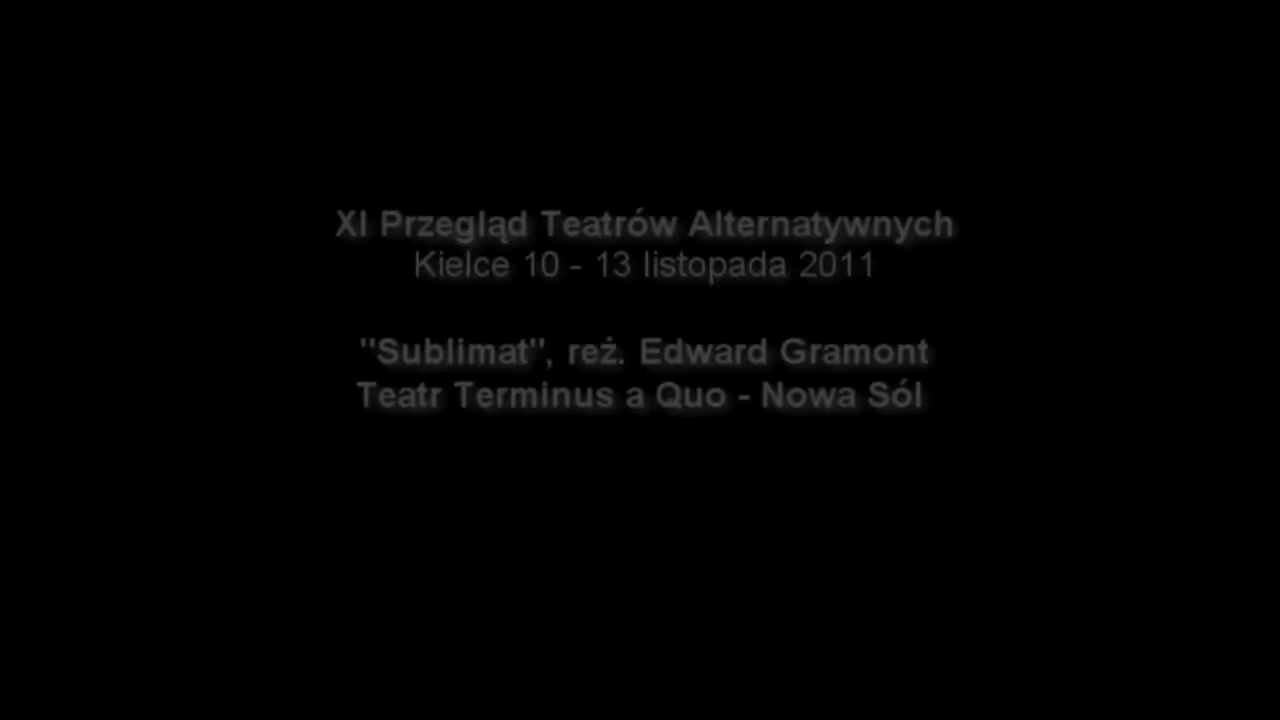 XI Przegląd Teatrów Alternatywnych
Kielce 10 - 13 listopada 2011
"Sublimat", reż. Edward Gramont
Teatr Terminus a Quo - Nowa Sól